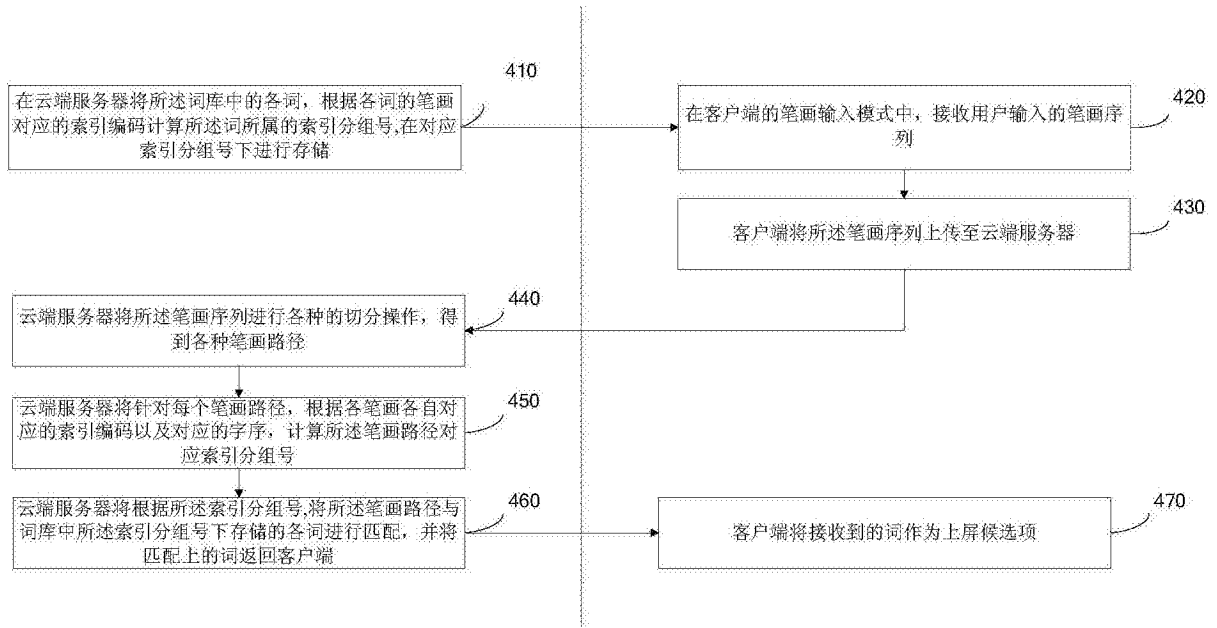 410
在云端服务器将所述词库中的各词，根据各词的笔画
对应的索引编码计算所述词所属的索引分组号,在对应
索引分组号下进行存储
420
在客户端的笔画输入模式中，接收用户输入的笔画序
列
430
客户端将所述笔画序列上传至云端服务器
440
云端服务器将所述笔画序列进行各种的切分操作，得
到各种笔画路径
450
云端服务器将针对每个笔画路径，根据各笔画各自对
应的索引编码以及对应的字序，计算所述笔画路径对
应索引分组号
460
云端服务器将根据所述索引分组号,将所述笔画路径与
词库中所述索引分组号下存储的各词进行匹配，并将
匹配上的词返回客户端
470
客户端将接收到的词作为上屏候选项